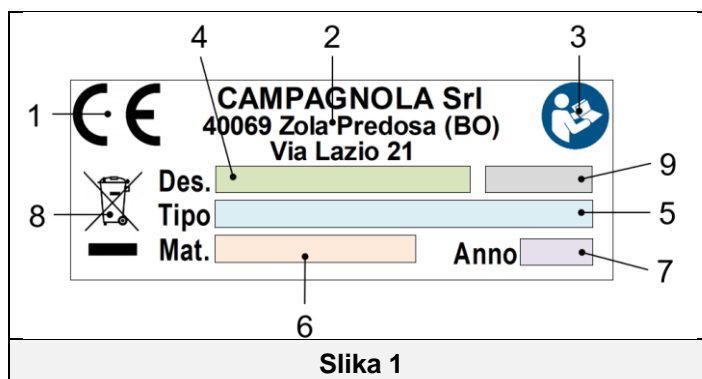 4 2 3
CE CAMPAGNOLA Srl
1 40069 Zola Predosa (BO)
Via Lazio 21
9
Des.
8 Tipo 5
Mat. Anno
7
6
Slika 1